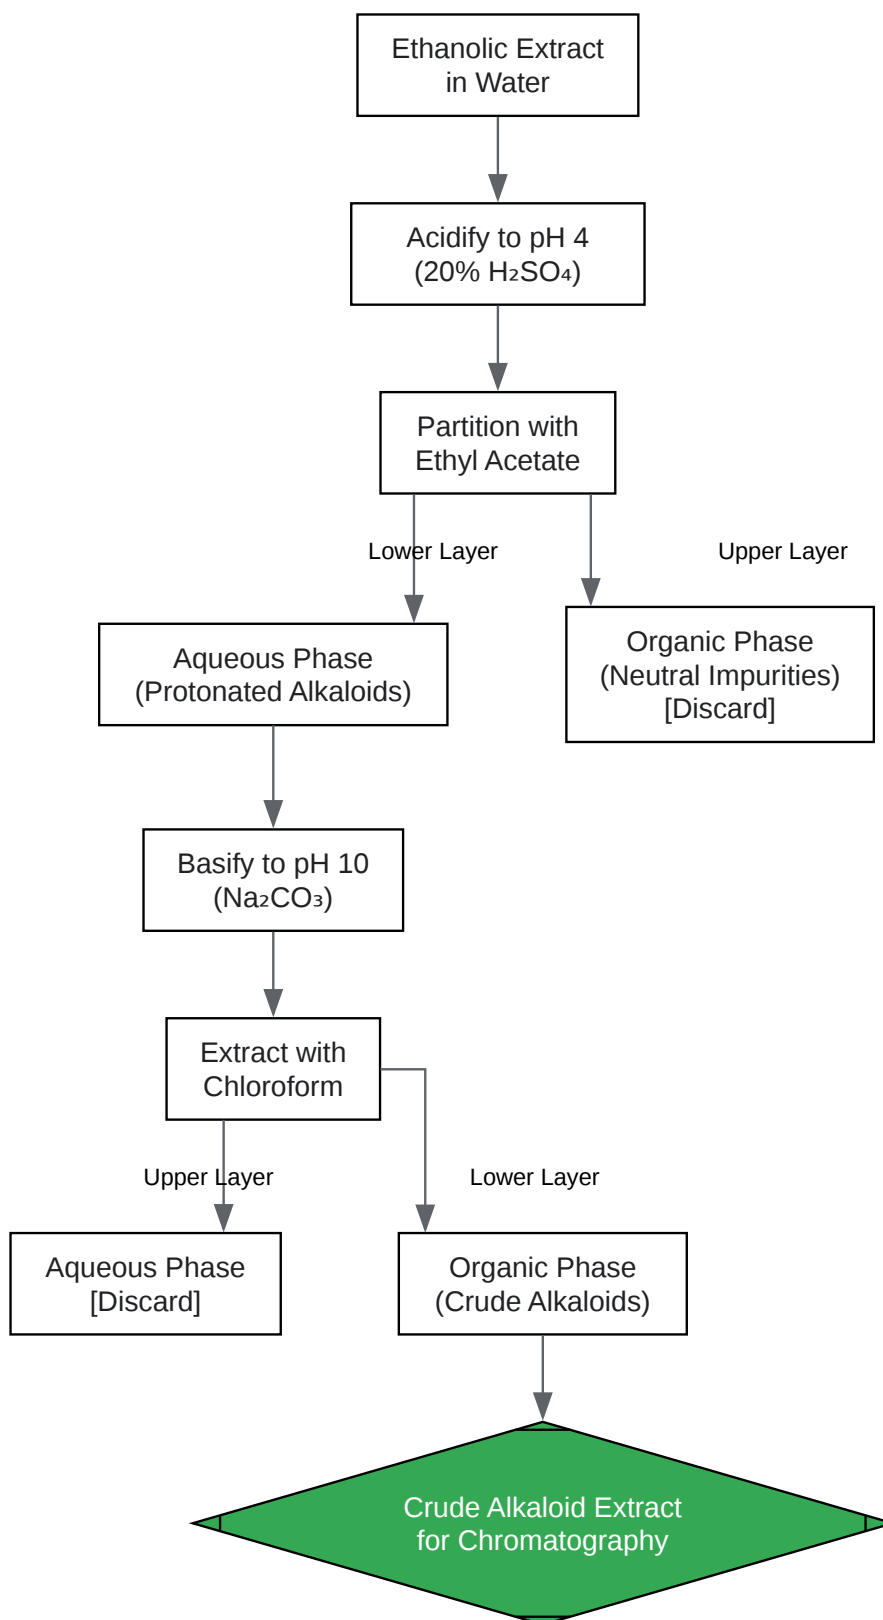 Ethanolic Extract
in Water
Acidify to pH 4
(20% H₂SO₄)
Partition with
Ethyl Acetate
Lower Layer
Upper Layer
Aqueous Phase
(Protonated Alkaloids)
Organic Phase
(Neutral Impurities)
[Discard]
Basify to pH 10
(Na₂CO₃)
Extract with
Chloroform
Upper Layer
Lower Layer
Aqueous Phase
[Discard]
Organic Phase
(Crude Alkaloids)
Crude Alkaloid Extract
for Chromatography